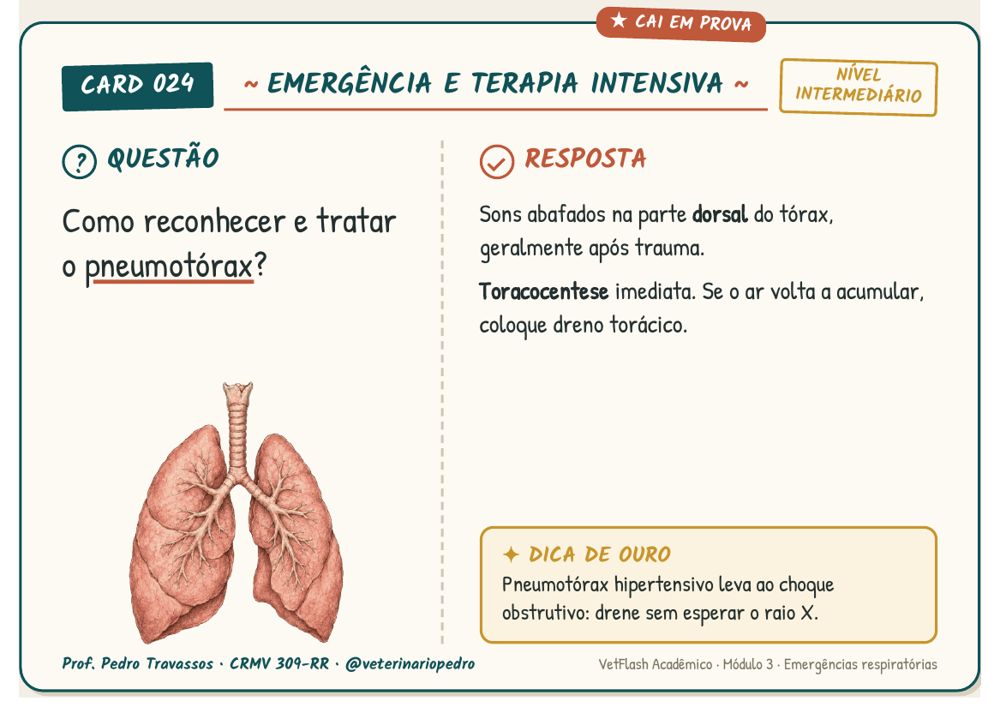 ★ CAI EM PROVA
CARD 024
~ EMERGÊNCIA E TERAPIA INTENSIVA ~
NÍVEL
INTERMEDIÁRIO
? QUESTÃO
Como reconhecer e tratar
o pneumotórax?
RESPOSTA
Sons abafados na parte dorsal do tórax,
geralmente após trauma.
Toracocentese imediata. Se o ar volta a acumular,
coloque dreno torácico.
✦ DICA DE OURO
Pneumotórax hipertensivo leva ao choque
obstrutivo: drene sem esperar o raio X.
Prof. Pedro Travassos · CRMV 309-RR · @veterinariopedro
VetFlash Acadêmico · Módulo 3 · Emergências respiratórias